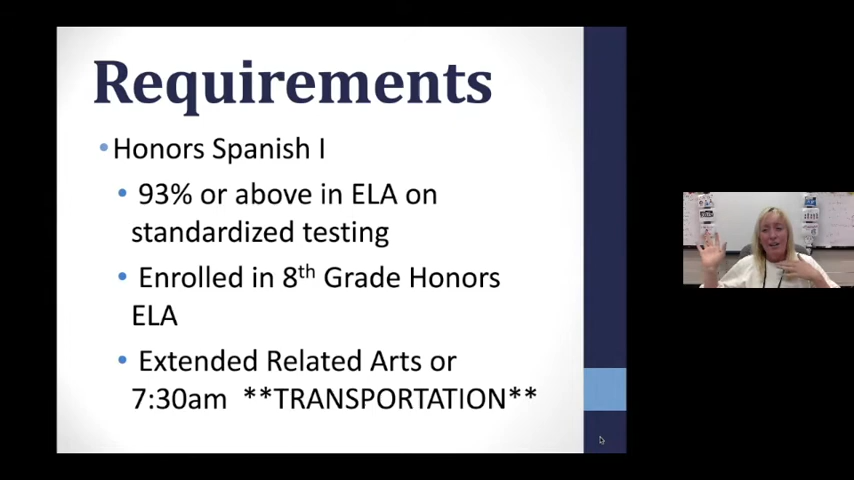 Requirements
•Honors Spanish I
• 93% or above in ELA on
standardized testing
• Enrolled in 8th Grade Honors
ELA
• Extended Related Arts or
7:30am **TRANSPORTATION**